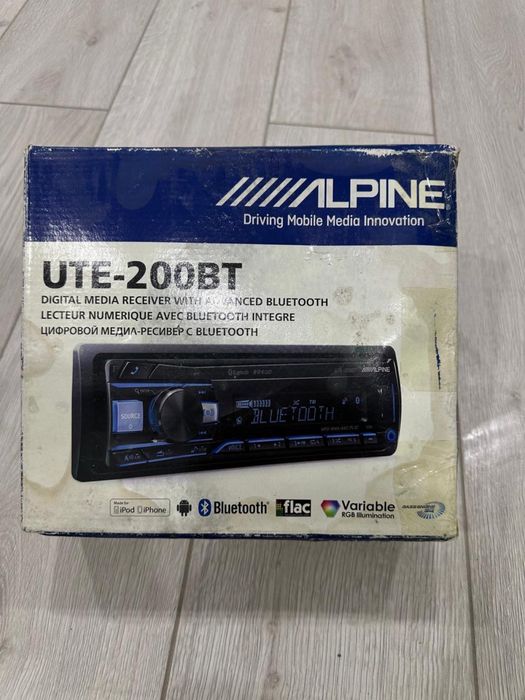 ALPINE
Driving Mobile Media Innovation
UTE-200BT
DIGITAL MEDIA RECEIVER WITH ADVANCED BLUETOOTH
LECTEUR NUMERIQUE AVEC BLUETOOTH INTEGRE
ЦИФРОВОЙ МЕДИА-РЕСИВЕР С BLUETOOTH
ALPINE
SOURCE
BLUETOOTH
Made for
iPod iPhone
Bluetooth
flac
Variable
RGB Illumination